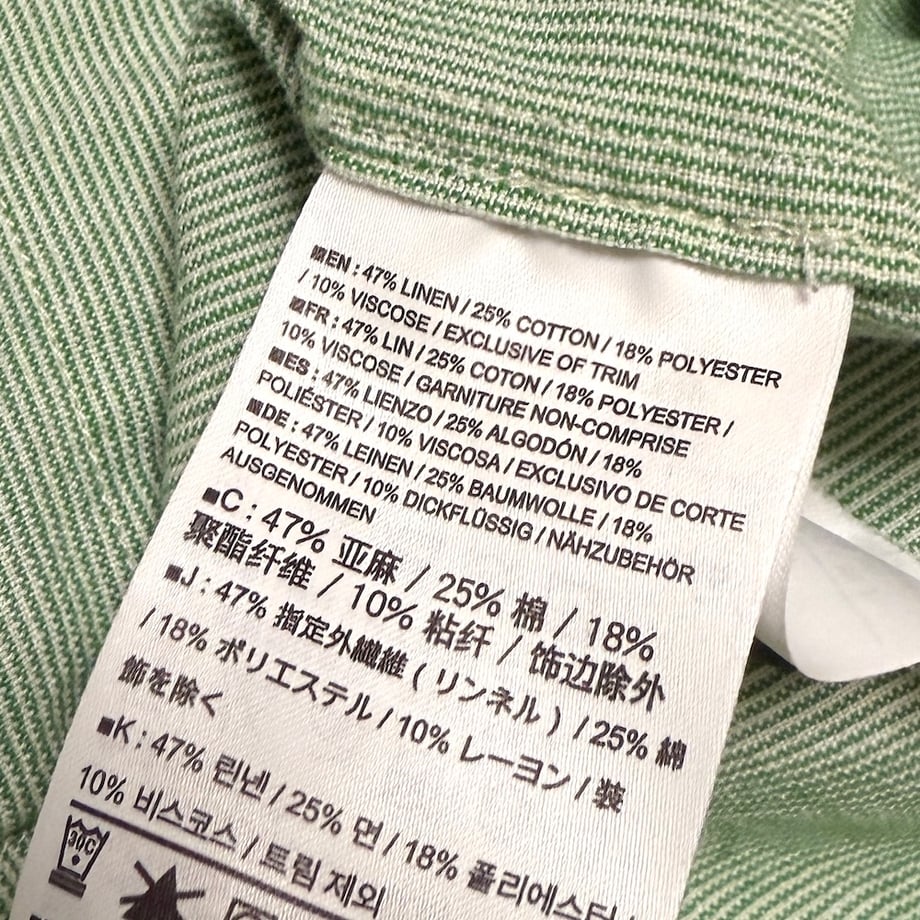 EN : 47% LINEN / 25% COTTON / 18% POLYESTER
/ 10% VISCOSE / EXCLUSIVE OF TRIM
FR : 47% LIN / 25% COTON / 18% POLYESTER /
10% VISCOSE / GARNITURE NON-COMPRISE
ES : 47% LIENZO / 25% ALGODÓN / 18%
POLIÉSTER / 10% VISCOSA / EXCLUSIVO DE CORTE
DE : 47% LEINEN / 25% BAUMWOLLE / 18%
POLYESTER / 10% DICKFLÜSSIG / NÄHZUBEHÖR
AUSGENOMMEN
C : 47% 亚麻 / 25% 棉 / 18%
聚酯纤维 / 10% 粘纤 / 饰边除外
J : 47% 指定外繊維 ( リンネル ) / 25% 綿
/ 18% ポリエステル / 10% レーヨン / 装
飾を除く
K : 47% 린넨 / 25% 면 / 18% 폴리에스터 /
10% 비스코스 / 트림 제외
30C